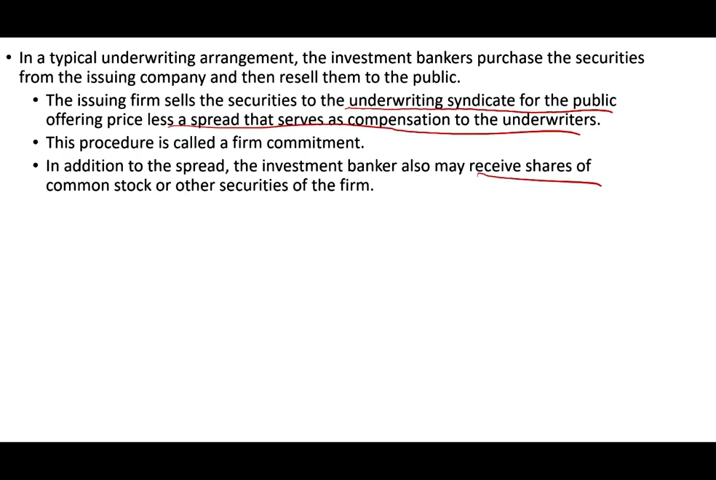 • In a typical underwriting arrangement, the investment bankers purchase the securities
from the issuing company and then resell them to the public.
• The issuing firm sells the securities to the underwriting syndicate for the public
offering price less a spread that serves as compensation to the underwriters.
• This procedure is called a firm commitment.
• In addition to the spread, the investment banker also may receive shares of
common stock or other securities of the firm.